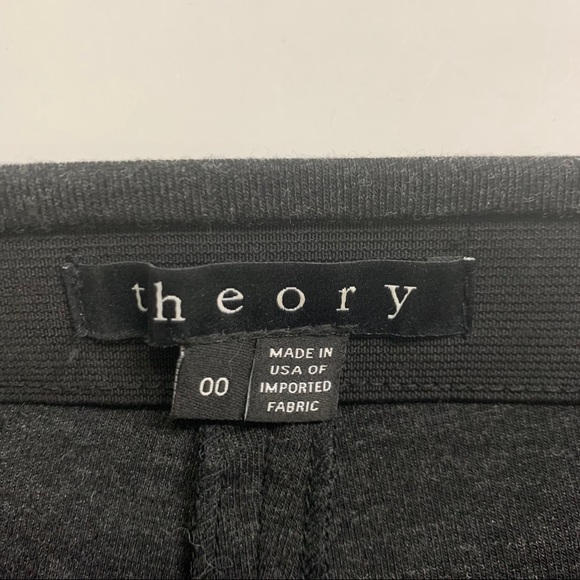 theory
00
MADE IN
USA OF
IMPORTED
FABRIC